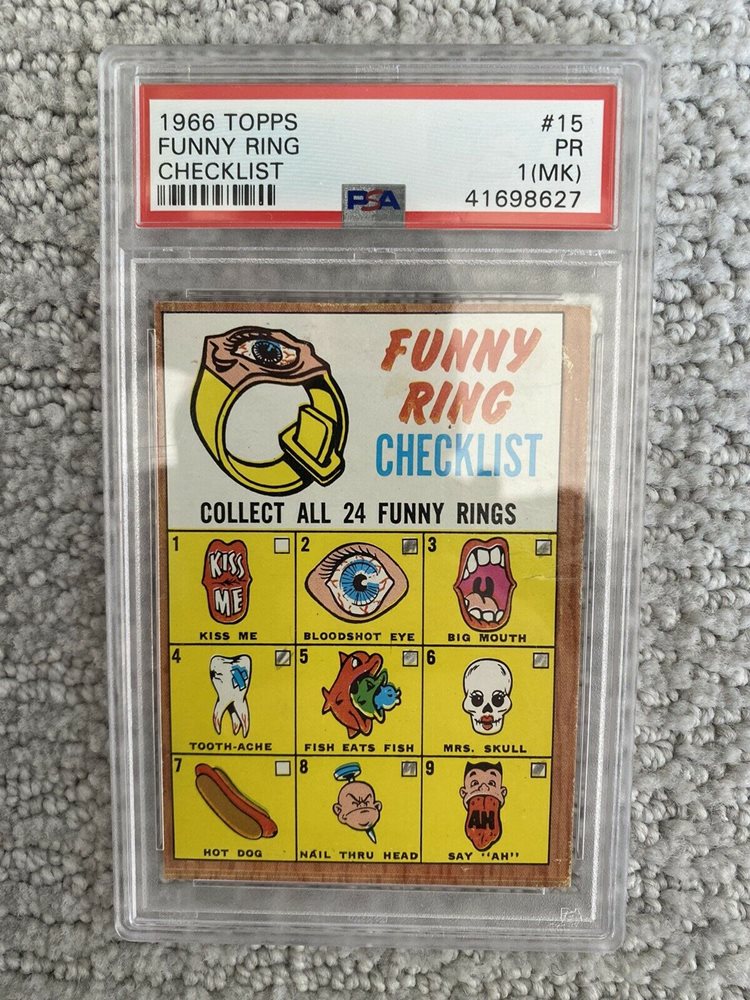 1966 TOPPS #15
FUNNY RING PR
CHECKLIST 1(MK)
PSA 41698627
FUNNY
RING
CHECKLIST
COLLECT ALL 24 FUNNY RINGS
1 2 3
KISS
ME
KISS ME BLOODSHOT EYE BIG MOUTH
4 5 6
TOOTH-ACHE FISH EATS FISH MRS. SKULL
7 8 9
AH
HOT DOG NAIL THRU HEAD SAY "AH"